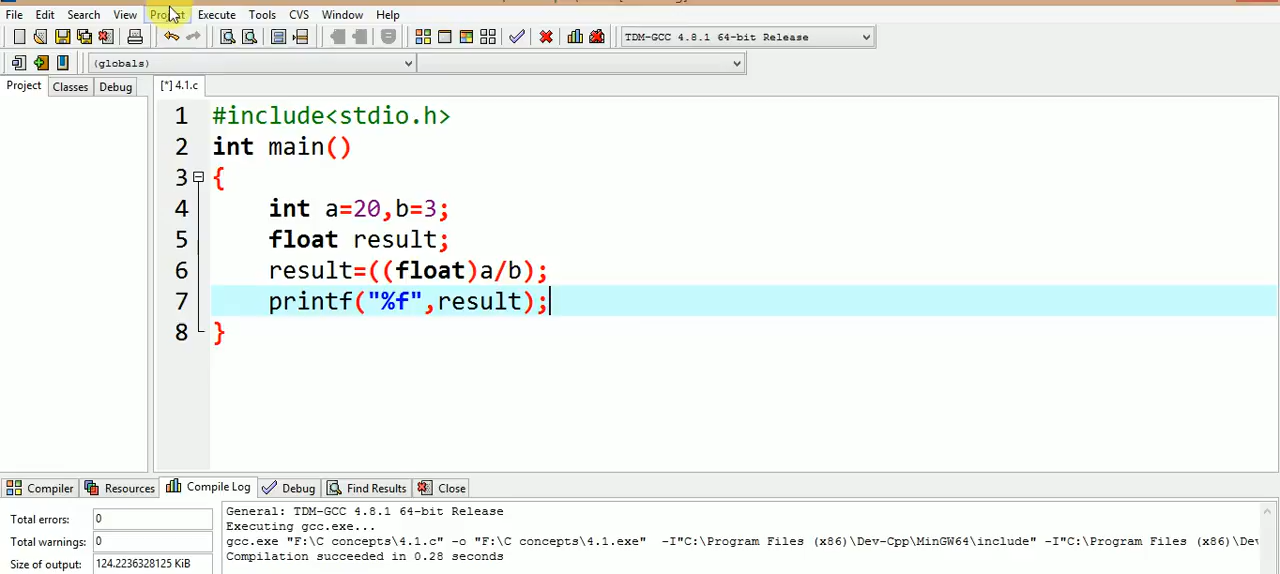 File Edit Search View Project Execute Tools CVS Window Help
TDM-GCC 4.8.1 64-bit Release
(globals)
Project Classes Debug [*] 4.1.c
1 #include<stdio.h>
2 int main()
3 {
4 int a=20,b=3;
5 float result;
6 result=((float)a/b);
7 printf("%f",result);
8 }
Compiler Resources Compile Log Debug Find Results Close
Total errors: 0
Total warnings: 0
Size of output: 124.2236328125 KiB
General: TDM-GCC 4.8.1 64-bit Release
Executing gcc.exe...
gcc.exe "F:\C concepts\4.1.c" -o "F:\C concepts\4.1.exe" -I"C:\Program Files (x86)\Dev-Cpp\MinGW64\include" -I"C:\Program Files (x86)\Dev
Compilation succeeded in 0.28 seconds